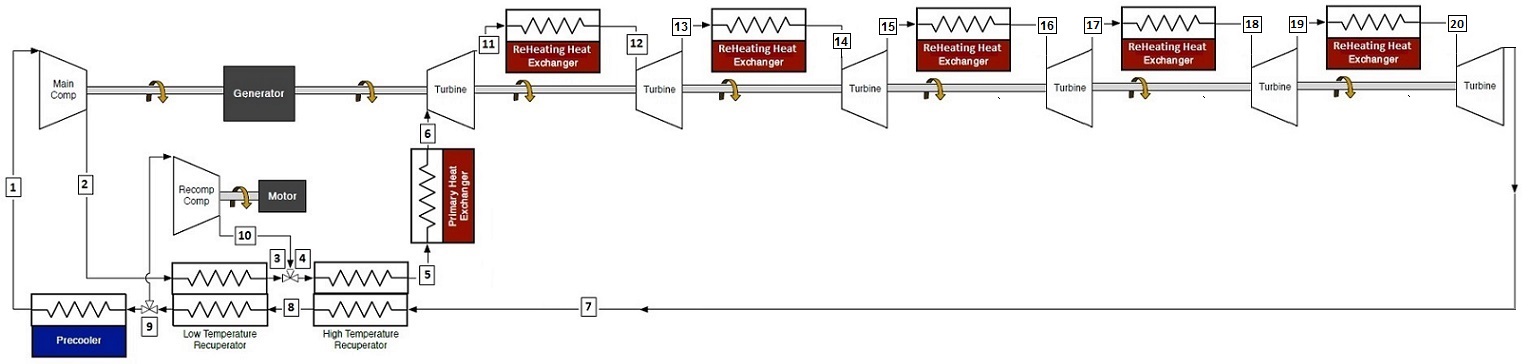 11
ReHeating Heat
Exchanger
12
13
ReHeating Heat
Exchanger
14
15
ReHeating Heat
Exchanger
16
17
ReHeating Heat
Exchanger
18
19
ReHeating Heat
Exchanger
20
Main
Comp
Generator
Turbine
Turbine
Turbine
Turbine
Turbine
Turbine
6
1
2
Recomp
Comp
Motor
Primary Heat
Exchanger
10
3
4
5
7
8
9
Precooler
Low Temperature
Recuperator
High Temperature
Recuperator